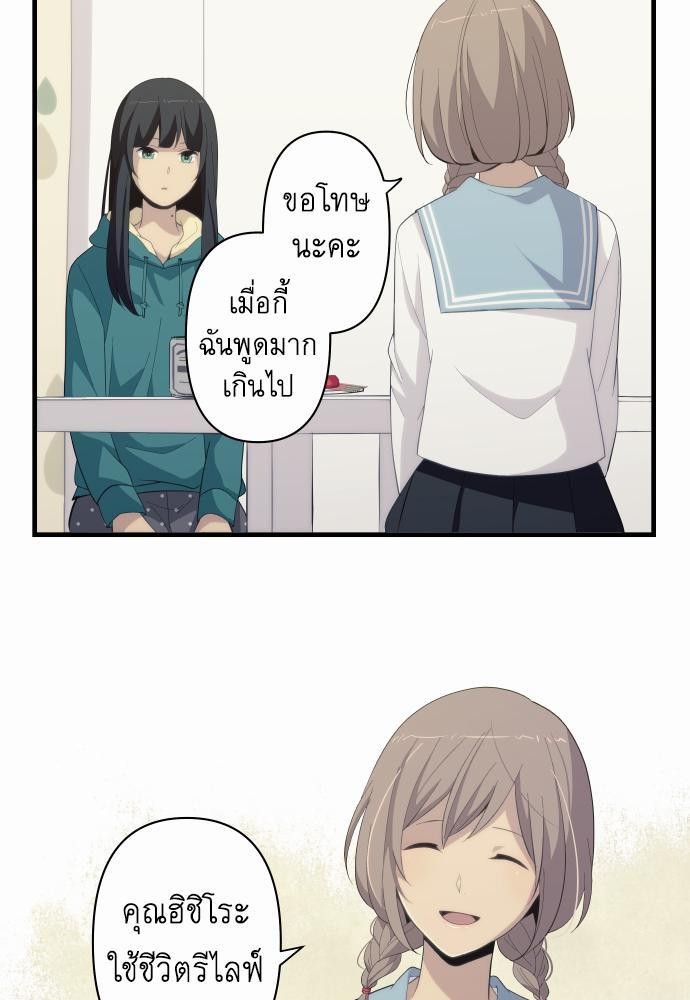 ขอโทษ
นะคะ
เมื่อกี้
ฉันพูดมาก
เกินไป
คุณฮิชิโระ
ใช้ชีวิตรีไลฟ์